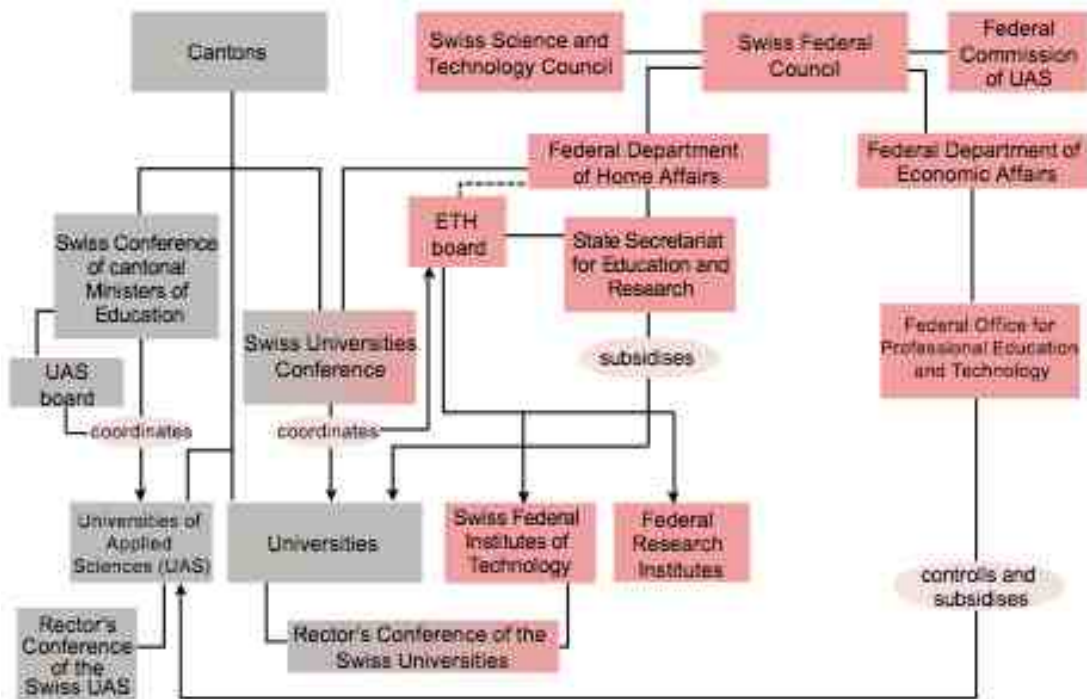 Cantons
Swiss Science and
Technology Council
Swiss Federal
Council
Federal
Commission
of UAS
Federal Department
of Home Affairs
Federal Department of
Economic Affairs
Swiss Conference
of cantonal
Ministers of
Education
ETH
board
State Secretariat
for Education and
Research
Swiss Universities
Conference
subsidises
Federal Office for
Professional Education
and Technology
UAS
board
coordinates
coordinates
Universities of
Applied
Sciences (UAS)
Universities
Swiss Federal
Institutes of
Technology
Federal
Research
Institutes
controlls and
subsidises
Rector's
Conference
of the
Swiss UAS
Rector's Conference of the
Swiss Universities